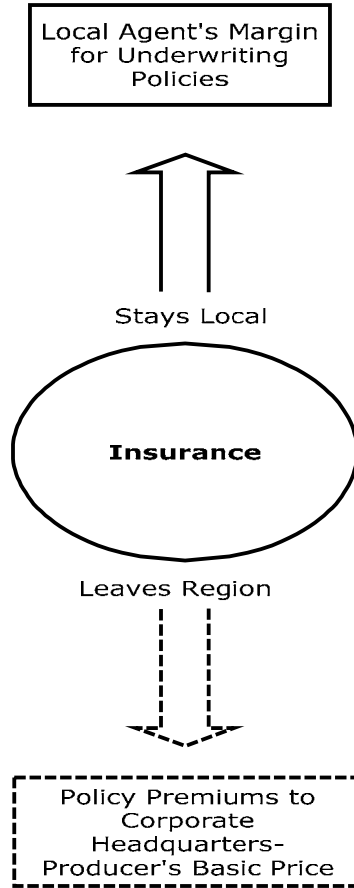 Local Agent's Margin
for Underwriting
Policies
Stays Local
Insurance
Leaves Region
Policy Premiums to
Corporate
Headquarters-
Producer's Basic Price